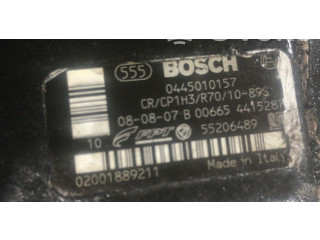 555 BOSCH
0445010157
CR/CP1H3/R70/10-89S
08-08-07 B 00665 441528
10 FPT 55206489
Made in Italy
02001889211